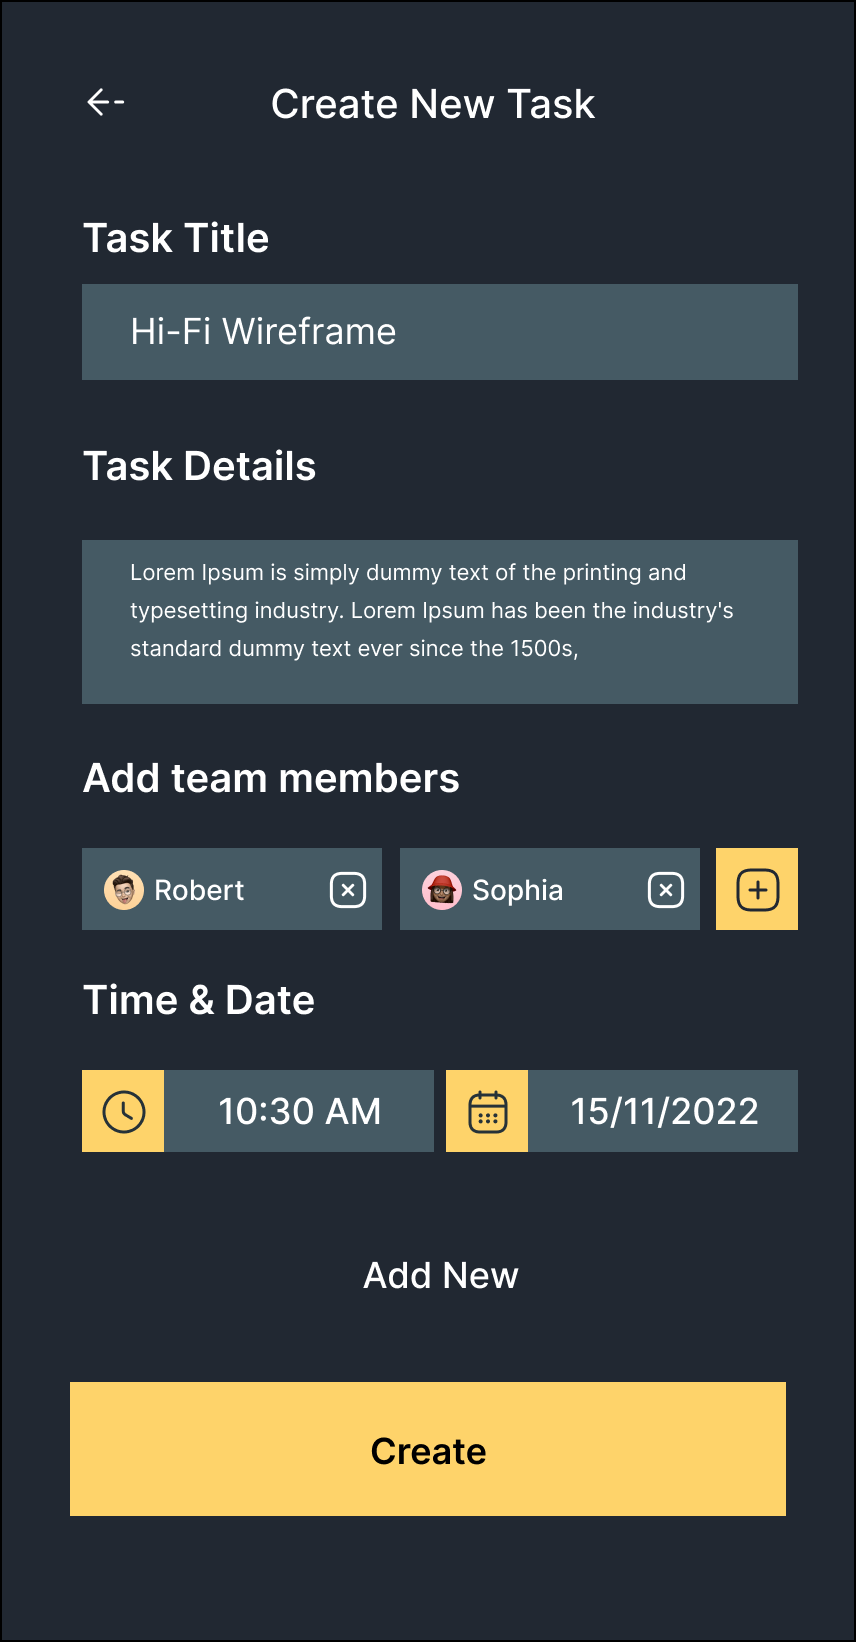 Create New Task
Task Title
Hi-Fi Wireframe
Task Details
Lorem Ipsum is simply dummy text of the printing and
typesetting industry. Lorem Ipsum has been the industry's
standard dummy text ever since the 1500s,
Add team members
Robert
Sophia
Time & Date
10:30 AM
15/11/2022
Add New
Create